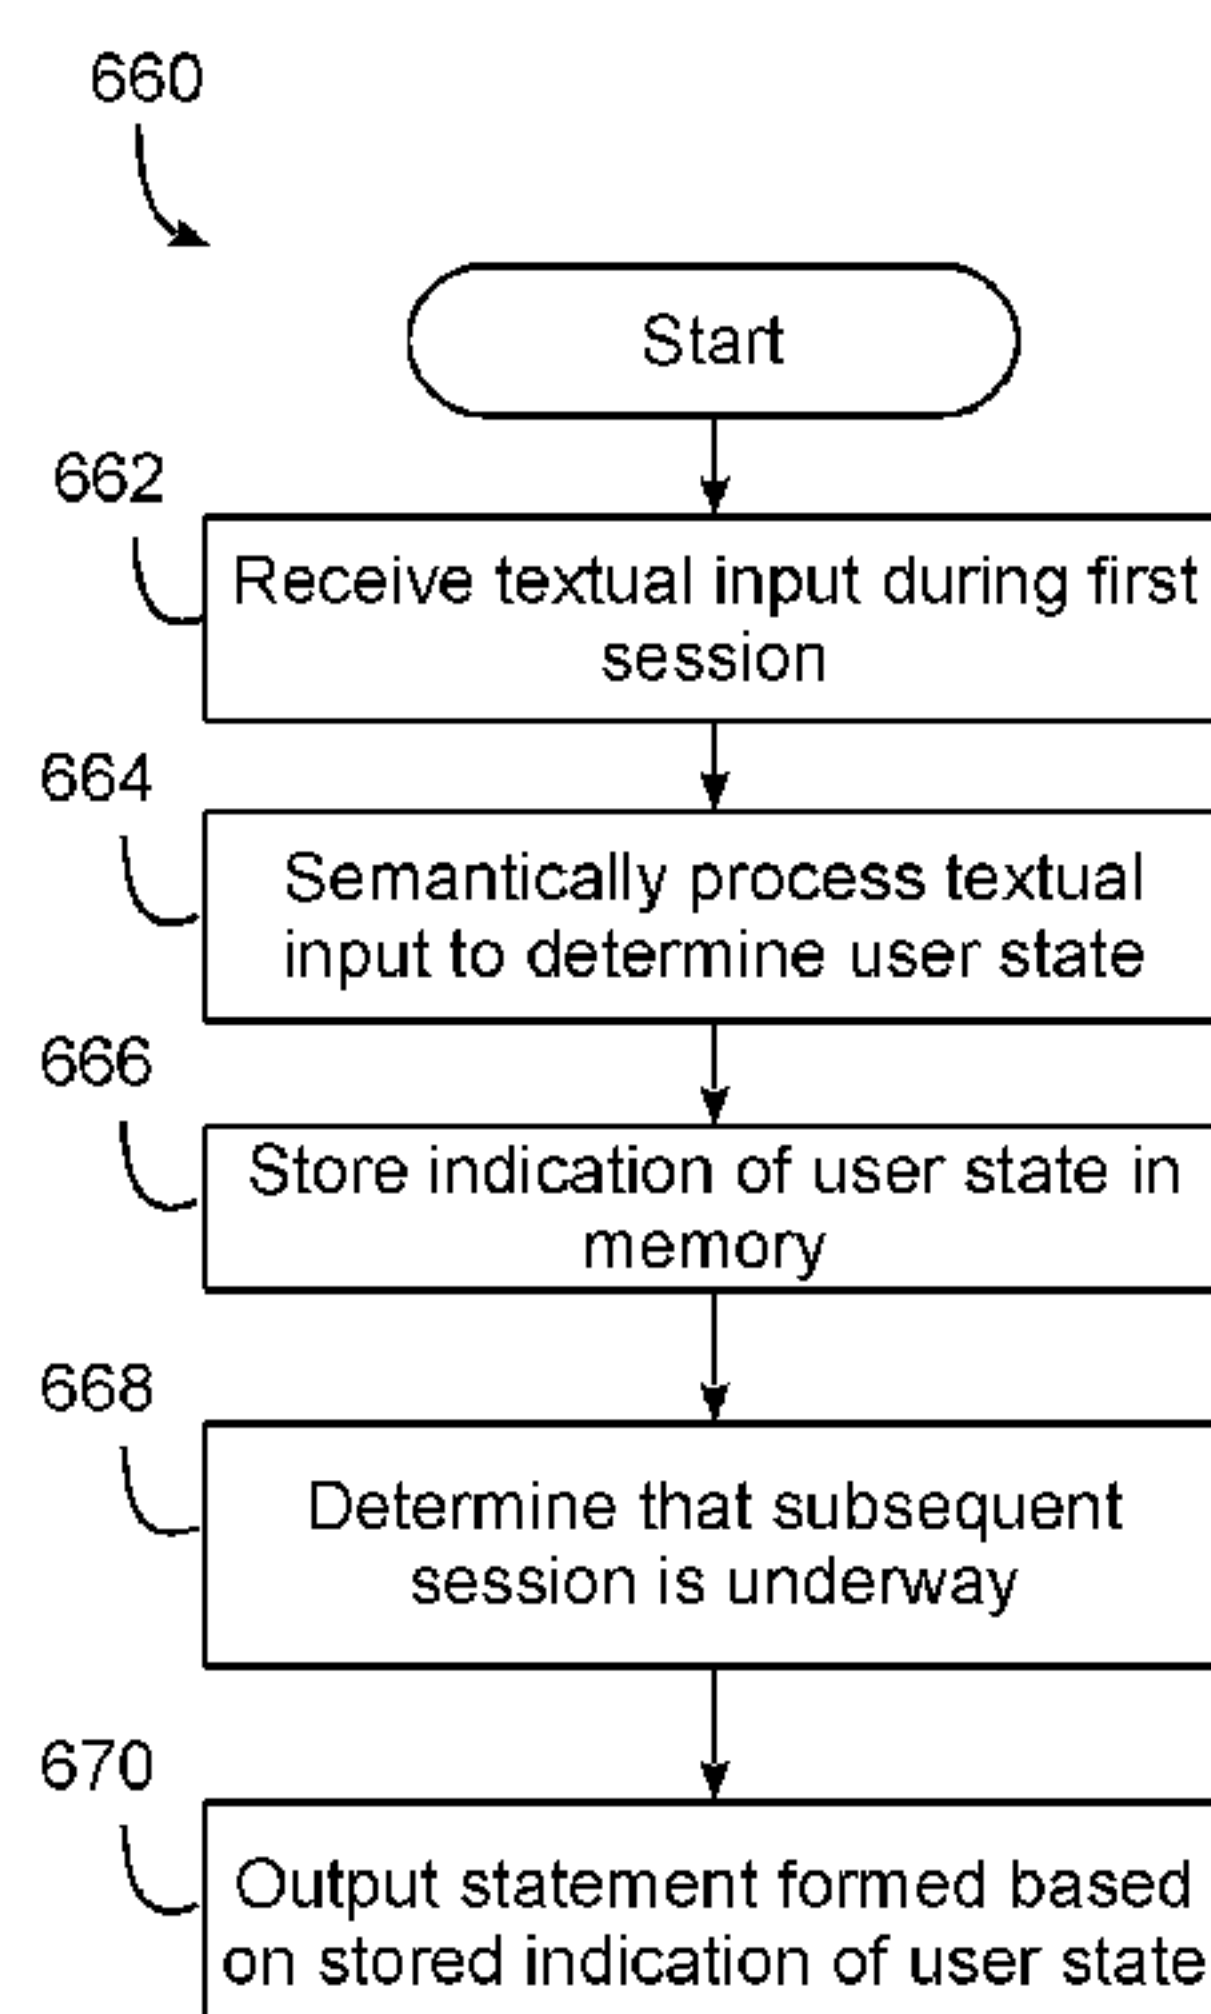 660
Start
662
Receive textual input during first
session
664
Semantically process textual
input to determine user state
666
Store indication of user state in
memory
668
Determine that subsequent
session is underway
670
Output statement formed based
on stored indication of user state